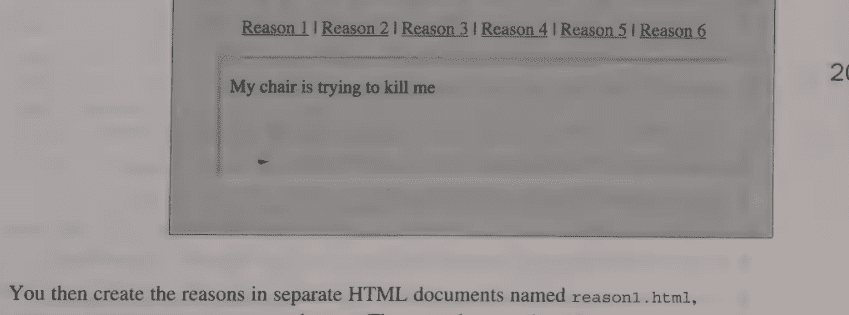 Reason 1 | Reason 2 | Reason 3 | Reason 4 | Reason 5 | Reason 6
My chair is trying to kill me
You then create the reasons in separate HTML documents named reason1.html,